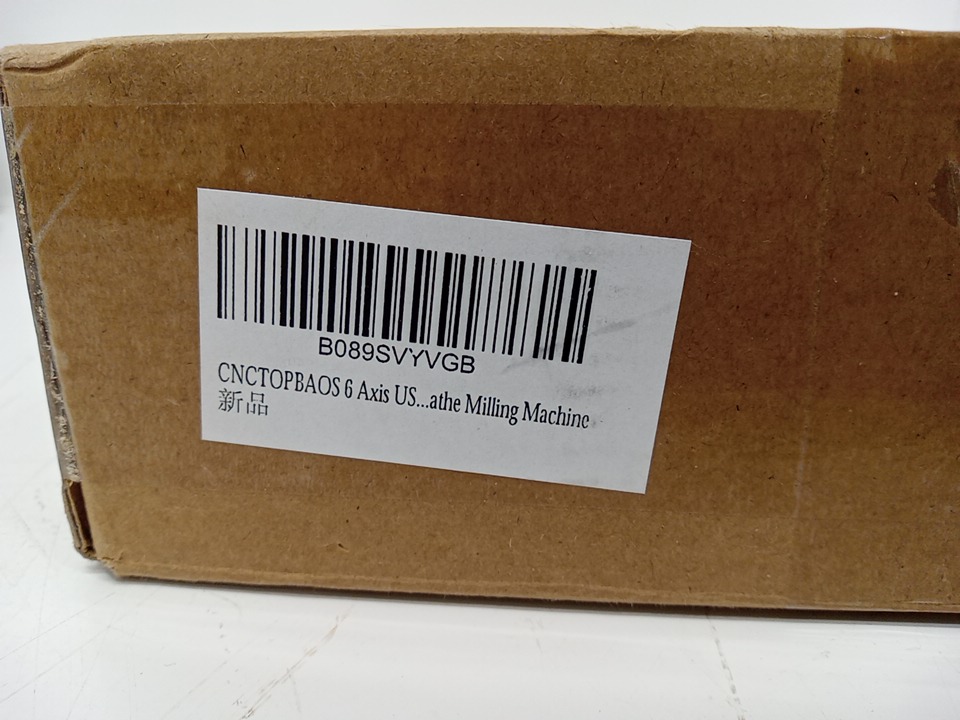 B089SVYVGB
CNCTOPBAOS 6 Axis US...athe Milling Machine
新品